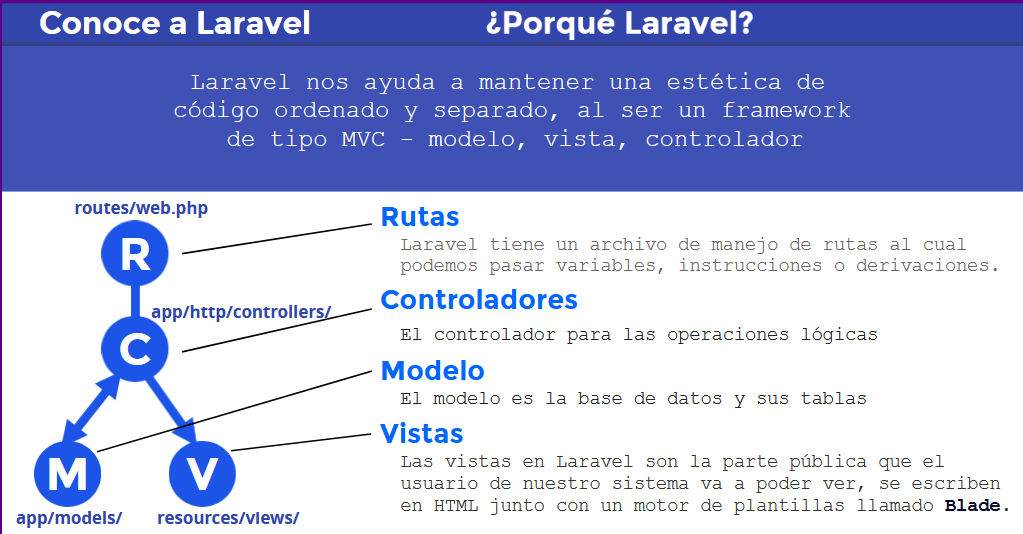 Conoce a Laravel
¿Porqué Laravel?
Laravel nos ayuda a mantener una estética de
código ordenado y separado, al ser un framework
de tipo MVC – modelo, vista, controlador
routes/web.php
R
app/http/controllers/
C
M
V
app/models/
resources/views/
Rutas
Laravel tiene un archivo de manejo de rutas al cual
podemos pasar variables, instrucciones o derivaciones.
Controladores
El controlador para las operaciones lógicas
Modelo
El modelo es la base de datos y sus tablas
Vistas
Las vistas en Laravel son la parte pública que el
usuario de nuestro sistema va a poder ver, se escriben
en HTML junto con un motor de plantillas llamado Blade.